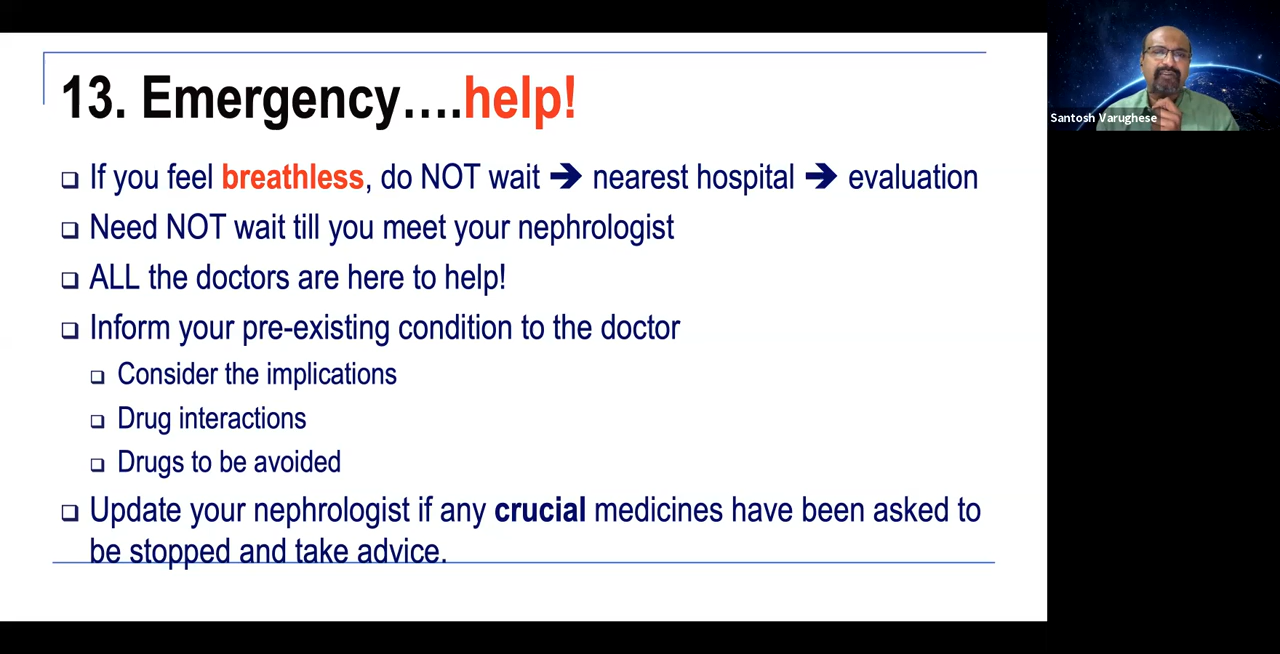 13. Emergency....help!
If you feel breathless, do NOT wait ➔ nearest hospital ➔ evaluation
Need NOT wait till you meet your nephrologist
ALL the doctors are here to help!
Inform your pre-existing condition to the doctor
Consider the implications
Drug interactions
Drugs to be avoided
Update your nephrologist if any crucial medicines have been asked to
be stopped and take advice.
Santosh Varughese